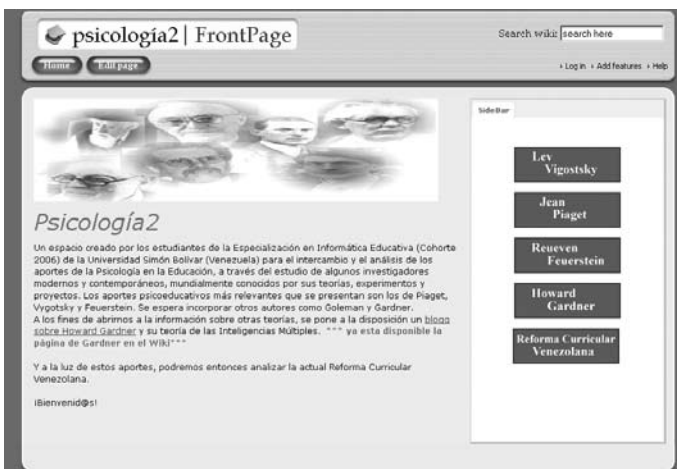 psicología2 | FrontPage
Search wiki: search here
Home Edit page
Log in Add features Help
SideBar
Lev
Vigostsky
Jean
Piaget
Reueven
Feuerstein
Howard
Gardner
Reforma Curricular
Venezolana
Psicología2
Un espacio creado por los estudiantes de la Especialización en Informática Educativa (Cohorte
2006) de la Universidad Simón Bolívar (Venezuela) para el intercambio y el análisis de los
aportes de la Psicología en la Educación, a través del estudio de algunos investigadores
modernos y contemporáneos, mundialmente conocidos por sus teorías, experimentos y
proyectos. Los aportes psicoeducativos más relevantes que se presentan son los de Piaget,
Vygotsky y Feuerstein. Se espera incorporar otros autores como Goleman y Gardner.
A los fines de abrirnos a la información sobre otras teorías, se pone a la disposición un blogg
sobre Howard Gardner y su teoría de las Inteligencias Múltiples. *** ya esta disponible la
página de Gardner en el Wiki***
Y a la luz de estos aportes, podremos entonces analizar la actual Reforma Curricular
Venezolana.
¡Bienvenid@s!